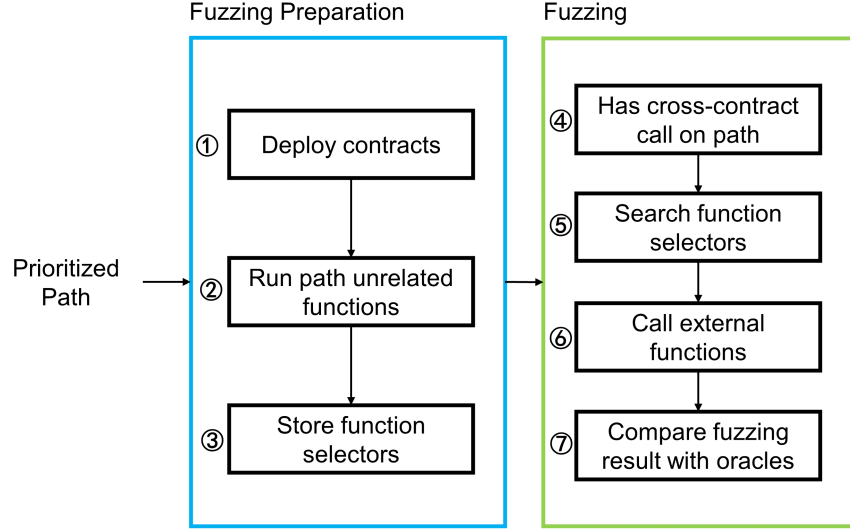 Fuzzing Preparation
Fuzzing
Prioritized
Path
① Deploy contracts
② Run path unrelated
functions
③ Store function
selectors
④ Has cross-contract
call on path
⑤ Search function
selectors
⑥ Call external
functions
⑦ Compare fuzzing
result with oracles